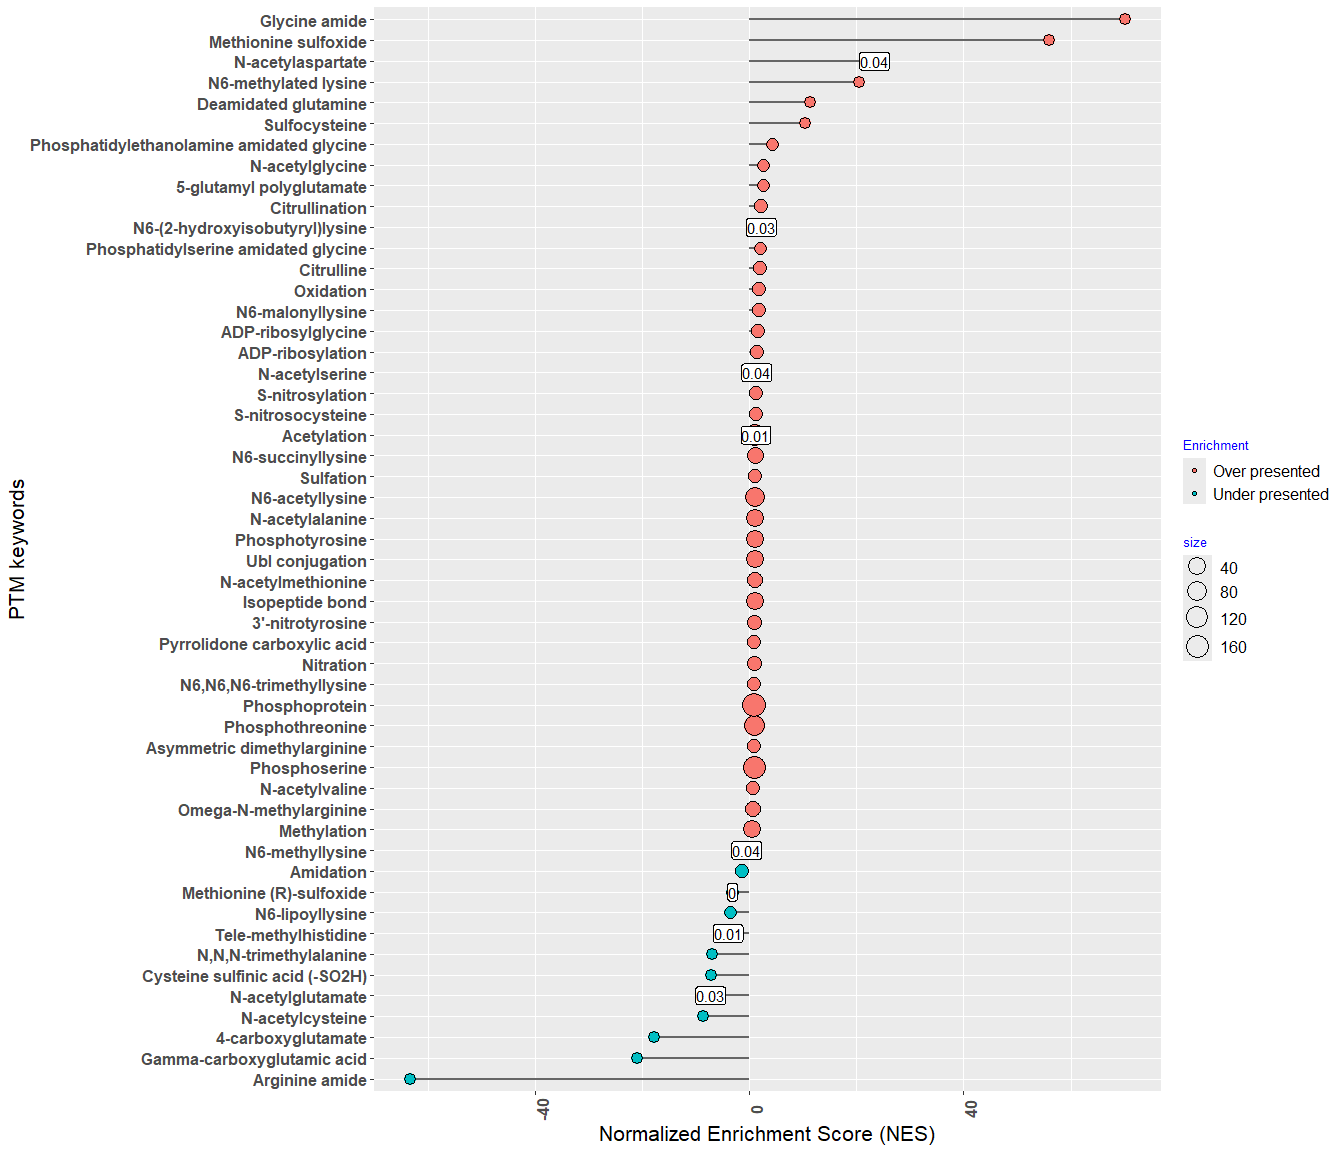 Glycine amide
Methionine sulfoxide
N-acetylaspartate 0.04
N6-methylated lysine
Deamidated glutamine
Sulfocysteine
Phosphatidylethanolamine amidated glycine
N-acetylglycine
5-glutamyl polyglutamate
Citrullination
N6-(2-hydroxyisobutyryl)lysine 0.03
Phosphatidylserine amidated glycine
Citrulline
Oxidation
N6-malonyllysine
ADP-ribosylglycine
ADP-ribosylation
N-acetylserine 0.04
S-nitrosylation
S-nitrosocysteine
Acetylation 0.01
N6-succinyllysine
Sulfation
N6-acetyllysine
N-acetylalanine
Phosphotyrosine
Ubl conjugation
N-acetylmethionine
Isopeptide bond
3'-nitrotyrosine
Pyrrolidone carboxylic acid
Nitration
N6,N6,N6-trimethyllysine
Phosphoprotein
Phosphothreonine
Asymmetric dimethylarginine
Phosphoserine
N-acetylvaline
Omega-N-methylarginine
Methylation
N6-methyllysine 0.04
Amidation
Methionine (R)-sulfoxide 0
N6-lipoyllysine
Tele-methylhistidine 0.01
N,N,N-trimethylalanine
Cysteine sulfinic acid (-SO2H)
N-acetylglutamate 0.03
N-acetylcysteine
4-carboxyglutamate
Gamma-carboxyglutamic acid
Arginine amide
PTM keywords
-40 0 40
Normalized Enrichment Score (NES)
Enrichment
Over presented
Under presented
size
40
80
120
160